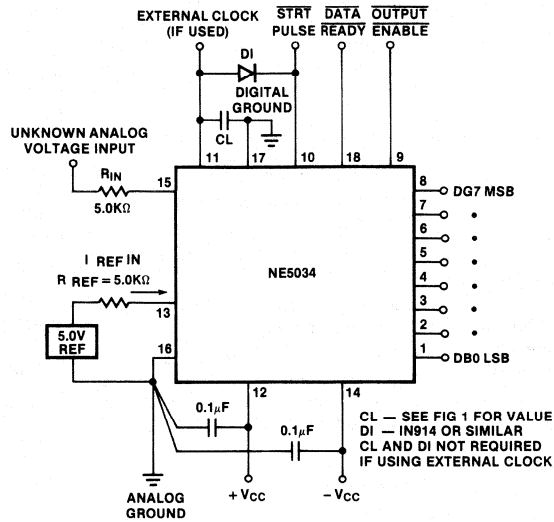 EXTERNAL CLOCK
(IF USED)
STRT
PULSE
DATA
READY
OUTPUT
ENABLE
DI
DIGITAL
GROUND
CL
UNKNOWN ANALOG
VOLTAGE INPUT
11
17
10
18
9
RIN
5.0KΩ
15
8
DG7 MSB
7
6
5
4
3
2
1
DB0 LSB
NE5034
I REF IN
R REF = 5.0KΩ
13
5.0V
REF
16
12
14
0.1µF
0.1µF
CL — SEE FIG 1 FOR VALUE
DI — IN914 OR SIMILAR
CL AND DI NOT REQUIRED
IF USING EXTERNAL CLOCK
ANALOG
GROUND
+VCC
−VCC